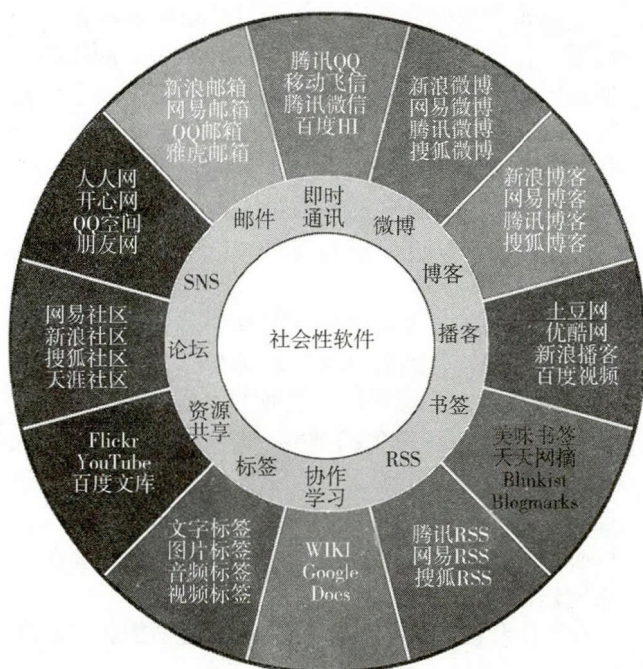 社会性软件
即时
通讯
腾讯QQ
移动飞信
腾讯微信
百度HI
微博
新浪微博
网易微博
腾讯微博
搜狐微博
博客
新浪博客
网易博客
腾讯博客
搜狐博客
播客
土豆网
优酷网
新浪播客
百度视频
书签
美味书签
天天网摘
Blinkist
Blogmarks
RSS
腾讯RSS
网易RSS
搜狐RSS
协作
学习
WIKI
Google
Docs
标签
文字标签
图片标签
音频标签
视频标签
资源
共享
Flickr
YouTube
百度文库
论坛
网易社区
新浪社区
搜狐社区
天涯社区
SNS
人人网
开心网
QQ空间
朋友网
邮件
新浪邮箱
网易邮箱
QQ邮箱
雅虎邮箱